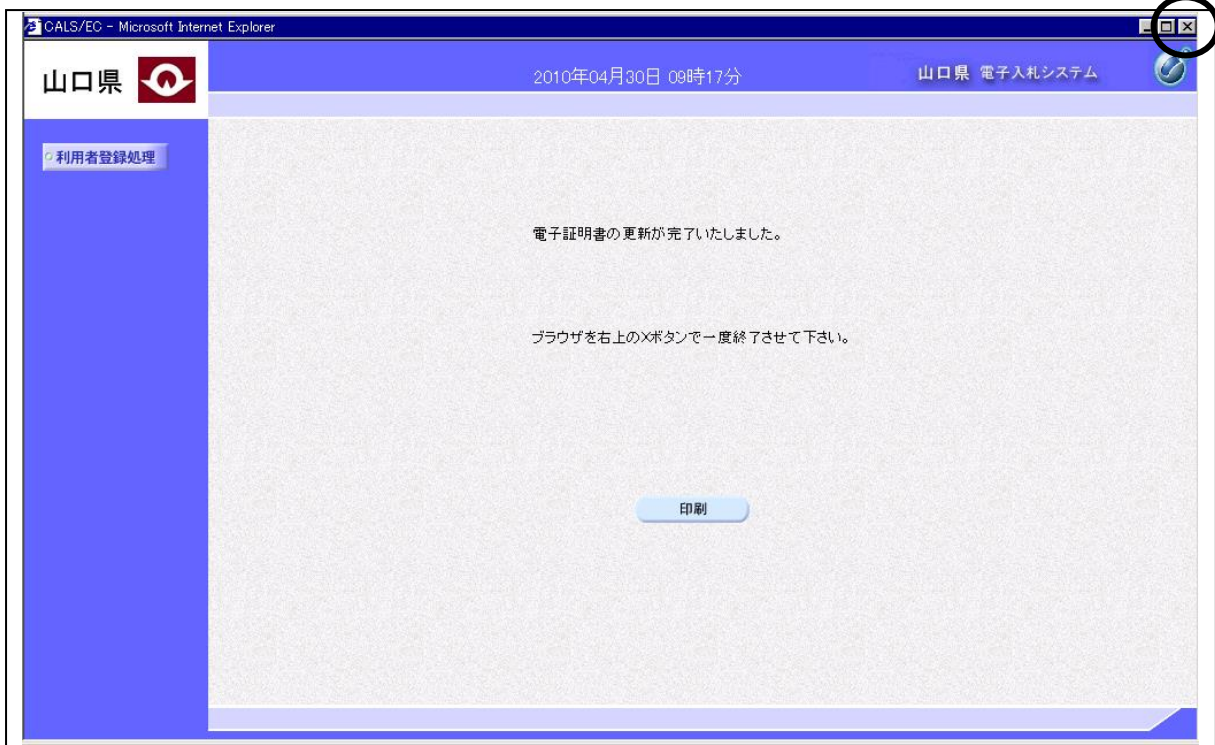 CALS/EC - Microsoft Internet Explorer
山口県
2010年04月30日 09時17分
山口県 電子入札システム
利用者登録処理
電子証明書の更新が完了いたしました。
ブラウザを右上の×ボタンで一度終了させて下さい。
印刷